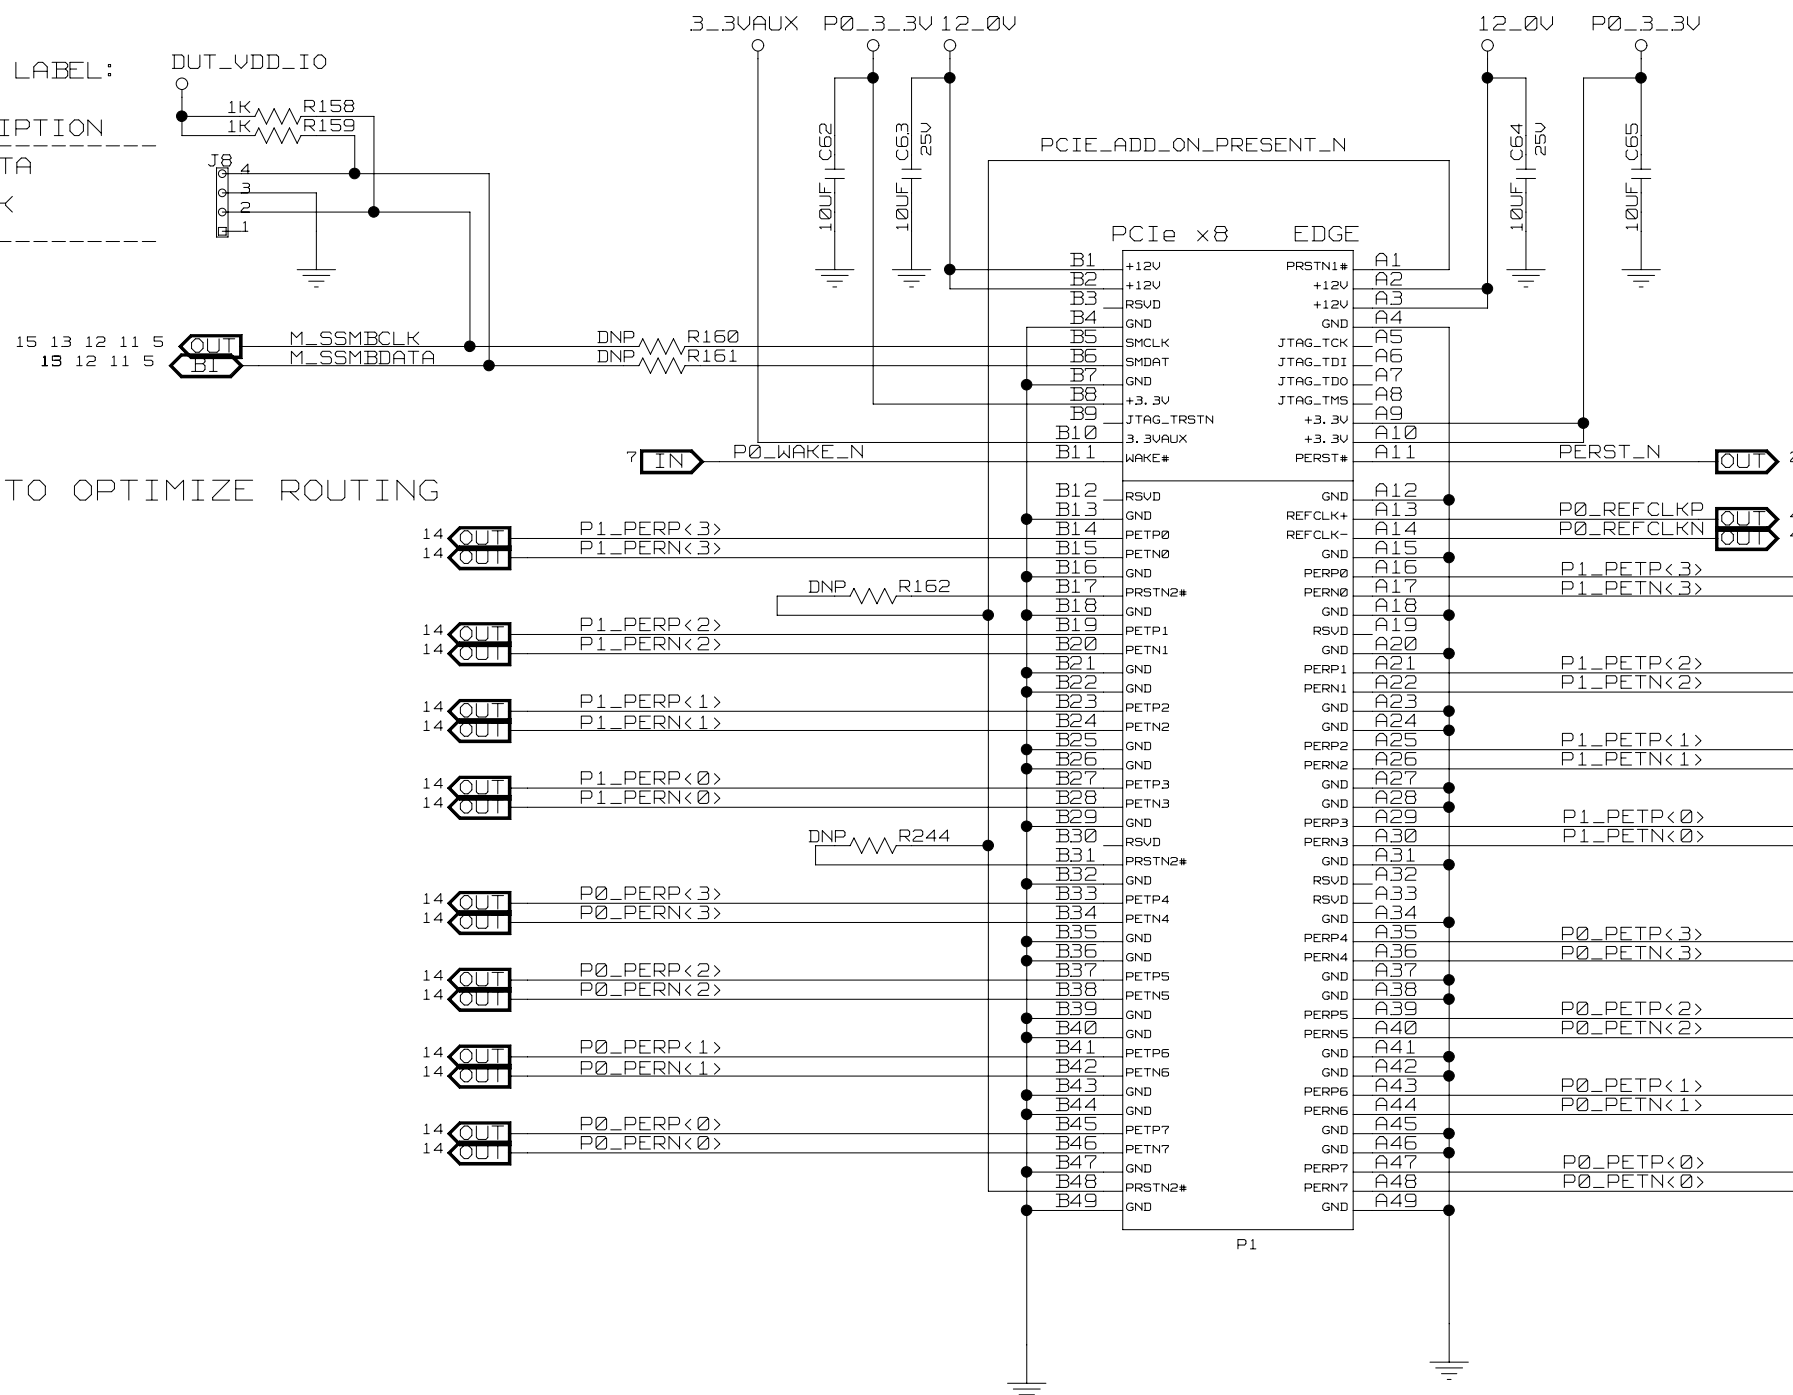 3_3VAUX P0_3_3V 12_0V 12_0V P0_3_3V
LABEL:
DUT_VDD_IO
1K R158
1K R159
IPTION
TA
K
J8
4
3
2
1
C62 10UF
C63 25V 10UF
PCIE_ADD_ON_PRESENT_N
C64 25V 10UF
C65 10UF
PCIe x8 EDGE
B1 +12V PRSTN1# A1
B2 +12V +12V A2
B3 RSVD +12V A3
B4 GND GND A4
15 13 12 11 5 OUT M_SSMBCLK DNP R160 B5 SMCLK JTAG_TCK A5
12 11 5 BI M_SSMBDATA DNP R161 B6 SMDAT JTAG_TDI A6
B7 GND JTAG_TDO A7
B8 +3.3V JTAG_TMS A8
B9 JTAG_TRSTN +3.3V A9
B10 3.3VAUX +3.3V A10
7 IN P0_WAKE_N B11 WAKE# PERST# A11 PERST_N OUT
TO OPTIMIZE ROUTING
B12 RSVD GND A12
B13 GND REFCLK+ A13 P0_REFCLKP OUT
14 OUT P1_PERP<3> B14 PETP0 REFCLK- A14 P0_REFCLKN OUT
14 OUT P1_PERN<3> B15 PETN0 GND A15
B16 GND PERP0 A16 P1_PETP<3>
DNP R162 B17 PRSTN2# PERN0 A17 P1_PETN<3>
B18 GND GND A18
14 OUT P1_PERP<2> B19 PETP1 RSVD A19
14 OUT P1_PERN<2> B20 PETN1 GND A20
B21 GND PERP1 A21 P1_PETP<2>
B22 GND PERN1 A22 P1_PETN<2>
14 OUT P1_PERP<1> B23 PETP2 GND A23
14 OUT P1_PERN<1> B24 PETN2 GND A24
B25 GND PERP2 A25 P1_PETP<1>
B26 GND PERN2 A26 P1_PETN<1>
14 OUT P1_PERP<0> B27 PETP3 GND A27
14 OUT P1_PERN<0> B28 PETN3 GND A28
B29 GND PERP3 A29 P1_PETP<0>
DNP R244 B30 RSVD PERN3 A30 P1_PETN<0>
B31 PRSTN2# GND A31
B32 GND RSVD A32
14 OUT P0_PERP<3> B33 PETP4 RSVD A33
14 OUT P0_PERN<3> B34 PETN4 GND A34
B35 GND PERP4 A35 P0_PETP<3>
B36 GND PERN4 A36 P0_PETN<3>
14 OUT P0_PERP<2> B37 PETP5 GND A37
14 OUT P0_PERN<2> B38 PETN5 GND A38
B39 GND PERP5 A39 P0_PETP<2>
B40 GND PERN5 A40 P0_PETN<2>
14 OUT P0_PERP<1> B41 PETP6 GND A41
14 OUT P0_PERN<1> B42 PETN6 GND A42
B43 GND PERP6 A43 P0_PETP<1>
B44 GND PERN6 A44 P0_PETN<1>
14 OUT P0_PERP<0> B45 PETP7 GND A45
14 OUT P0_PERN<0> B46 PETN7 GND A46
B47 GND PERP7 A47 P0_PETP<0>
B48 PRSTN2# PERN7 A48 P0_PETN<0>
B49 GND GND A49
P1